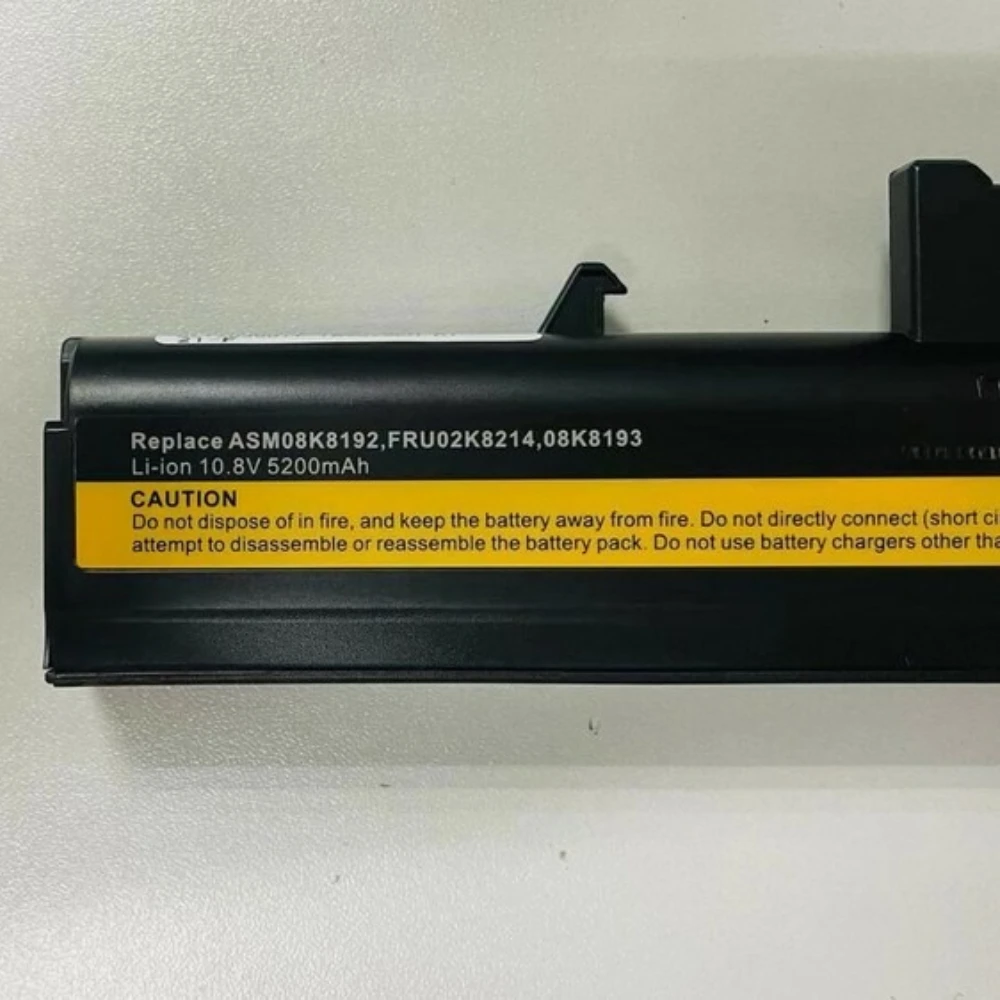 Replace ASM08K8192,FRU02K8214,08K8193
Li-ion 10.8V 5200mAh
CAUTION
Do not dispose of in fire, and keep the battery away from fire. Do not directly connect (short ci
attempt to disassemble or reassemble the battery pack. Do not use battery chargers other tha